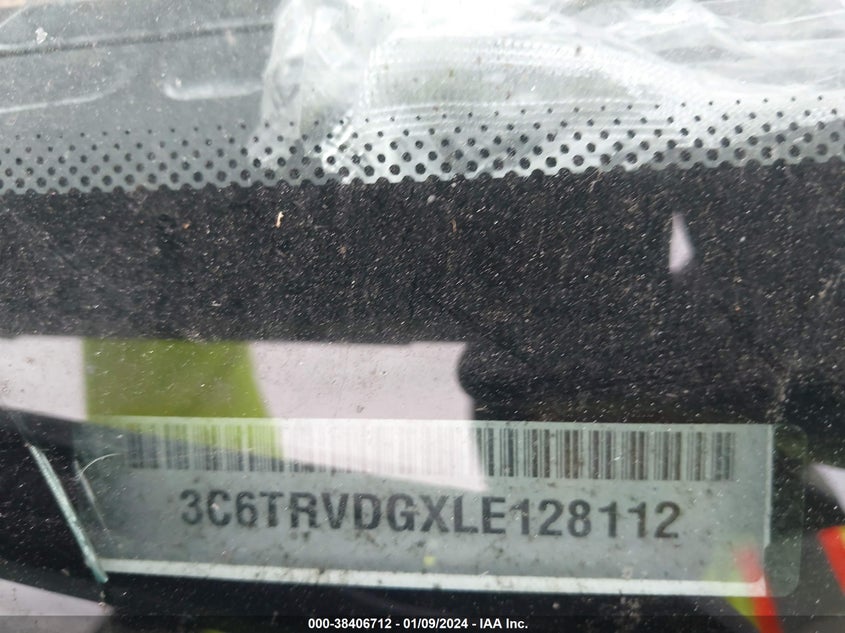 3C6TRVDGXLE128112
000-38406712 - 01/09/2024 - IAA Inc.